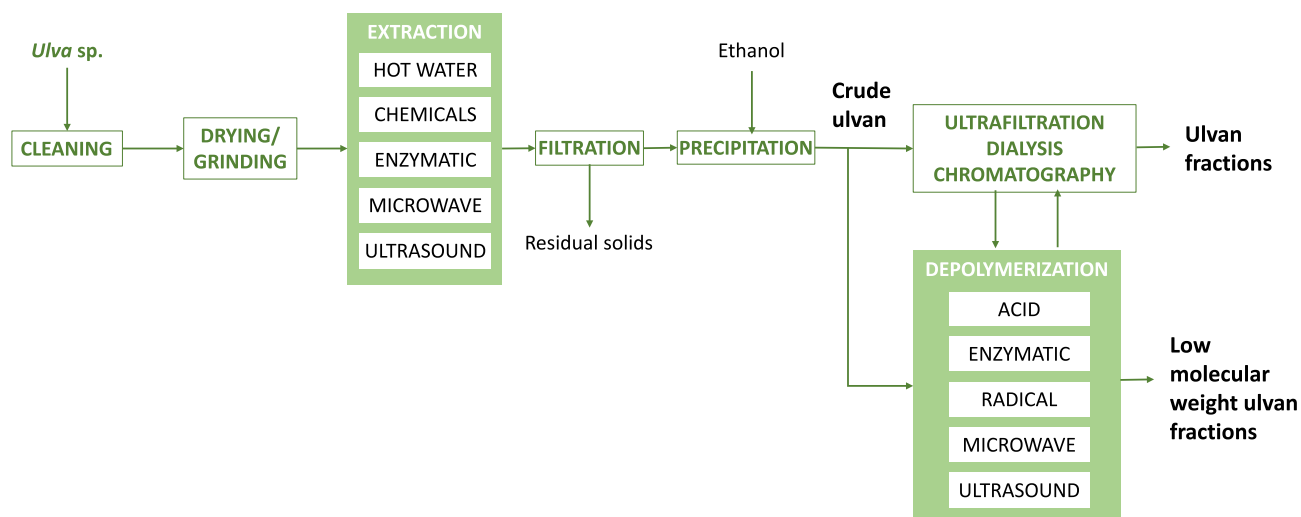 Ulva sp.
CLEANING
DRYING/
GRINDING
EXTRACTION
HOT WATER
CHEMICALS
ENZYMATIC
MICROWAVE
ULTRASOUND
FILTRATION
Residual solids
Ethanol
PRECIPITATION
Crude
ulvan
ULTRAFILTRATION
DIALYSIS
CHROMATOGRAPHY
Ulvan
fractions
DEPOLYMERIZATION
ACID
ENZYMATIC
RADICAL
MICROWAVE
ULTRASOUND
Low
molecular
weight ulvan
fractions